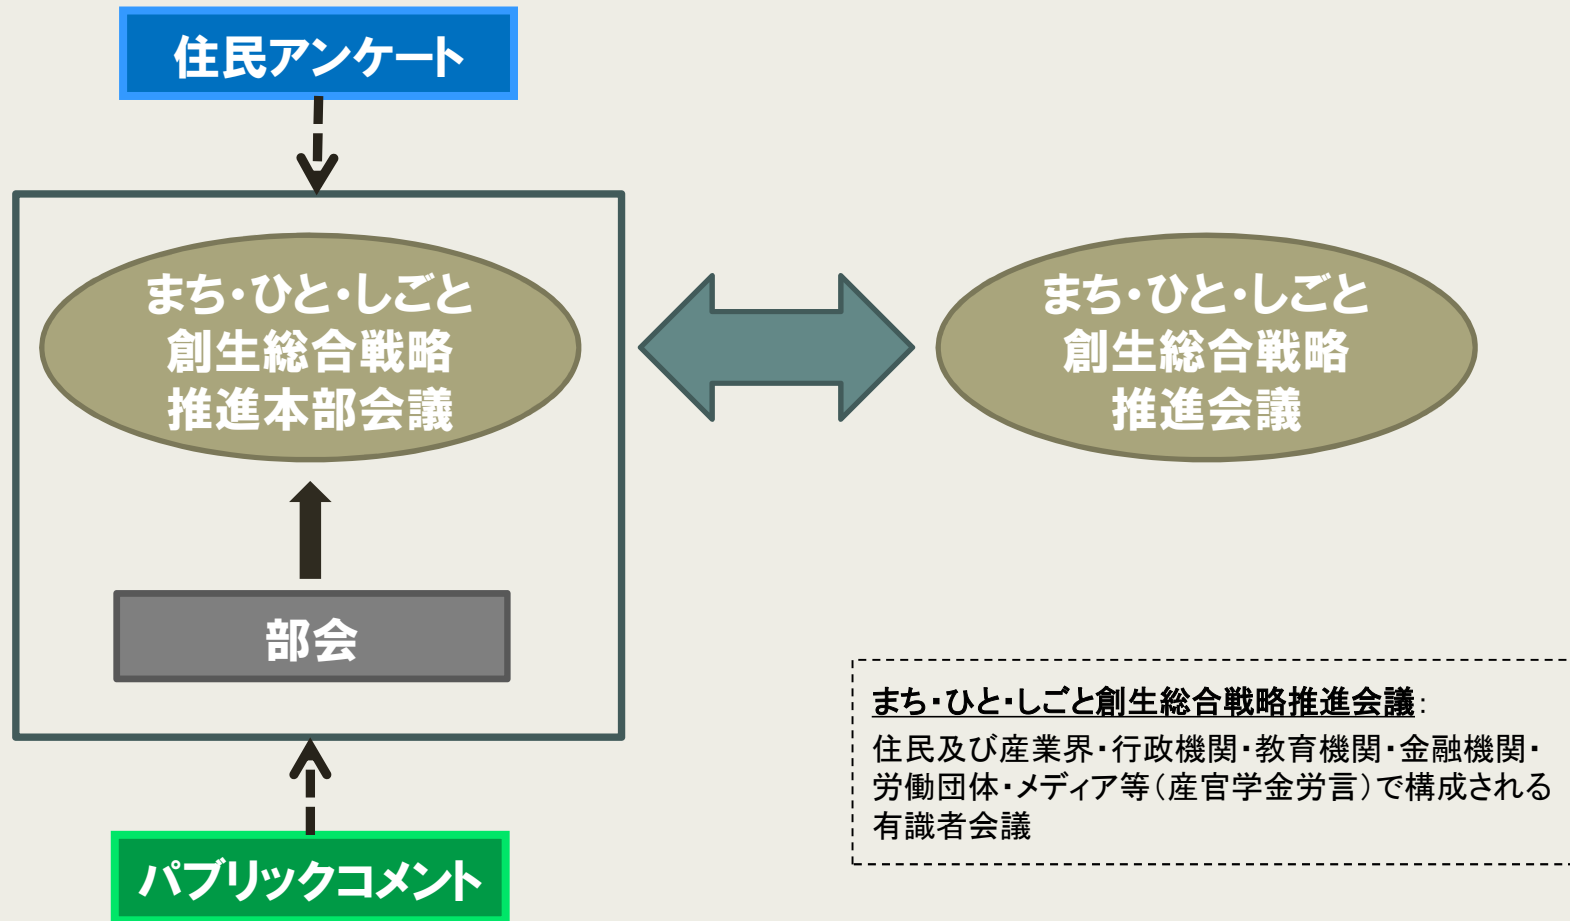 住民アンケート
まち・ひと・しごと
創生総合戦略
推進本部会議
まち・ひと・しごと
創生総合戦略
推進会議
部会
まち・ひと・しごと創生総合戦略推進会議：
住民及び産業界・行政機関・教育機関・金融機関・
労働団体・メディア等（産官学金労言）で構成される
有識者会議
パブリックコメント